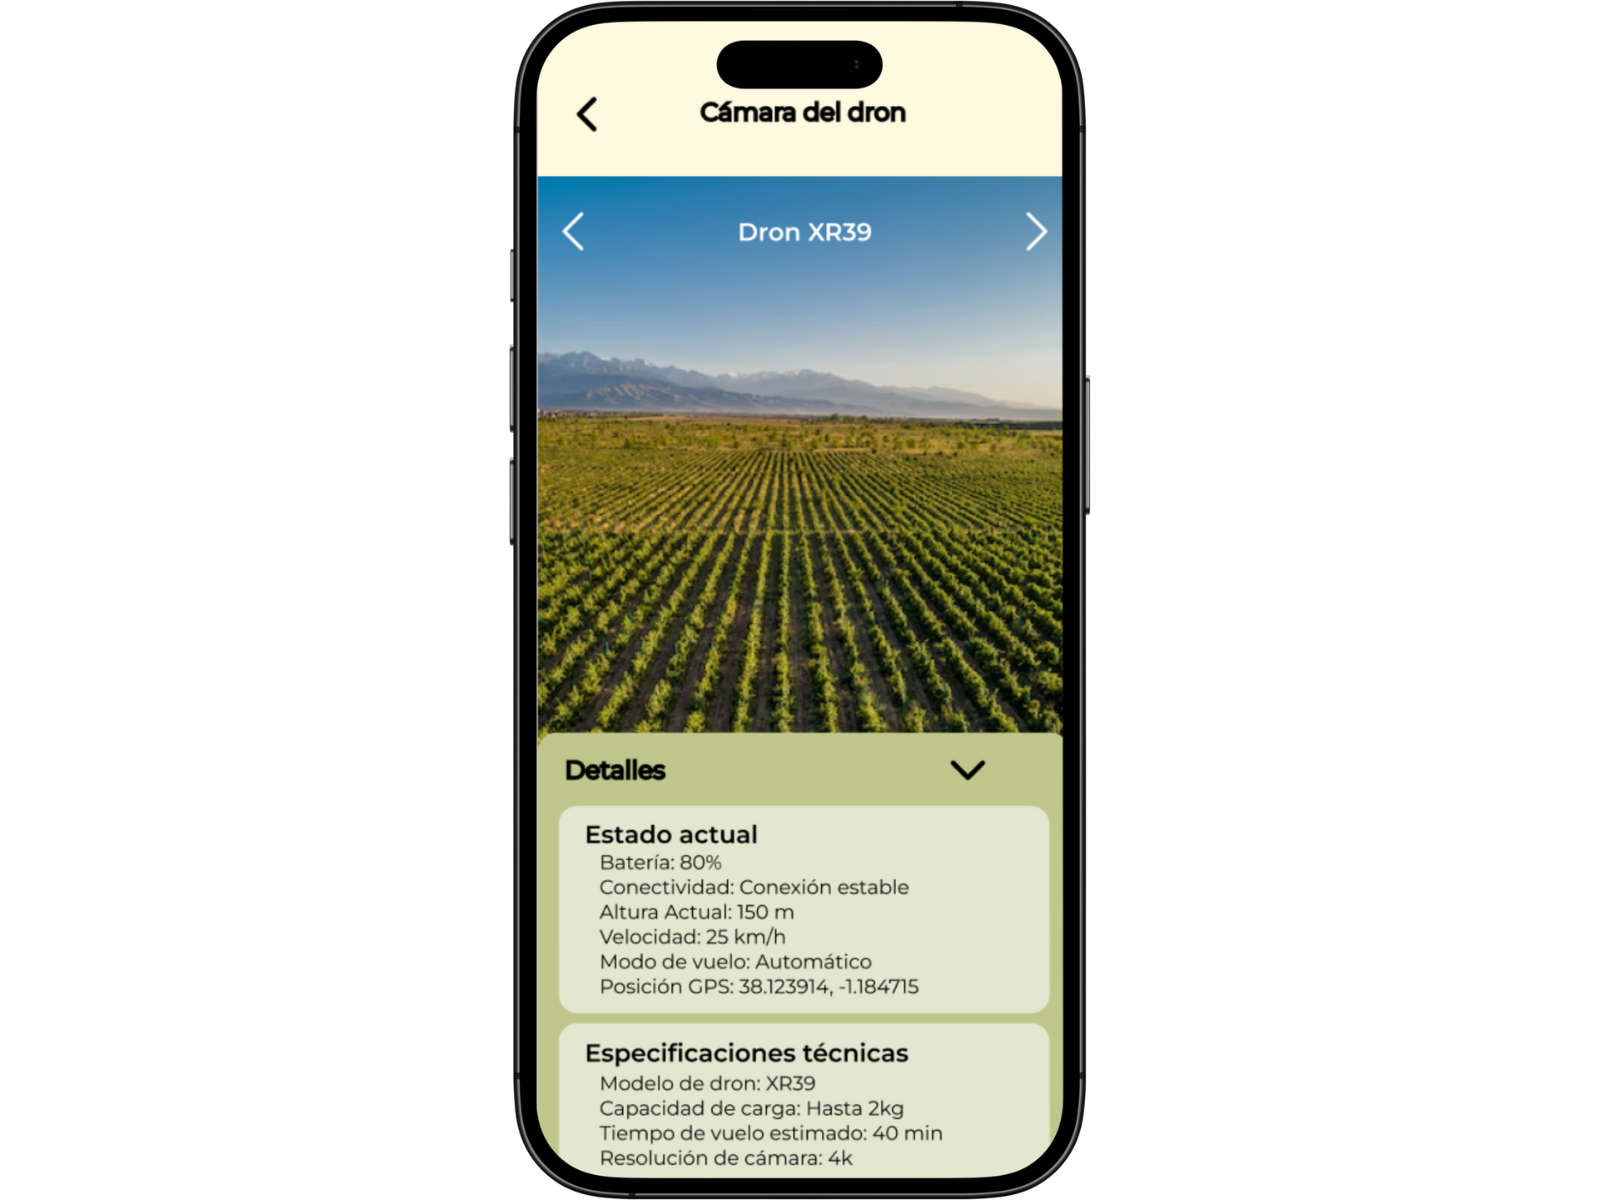 Cámara del dron
Dron XR39
Detalles
Estado actual
Batería: 80%
Conectividad: Conexión estable
Altura Actual: 150 m
Velocidad: 25 km/h
Modo de vuelo: Automático
Posición GPS: 38.123914, -1.184715
Especificaciones técnicas
Modelo de dron: XR39
Capacidad de carga: Hasta 2kg
Tiempo de vuelo estimado: 40 min
Resolución de cámara: 4k